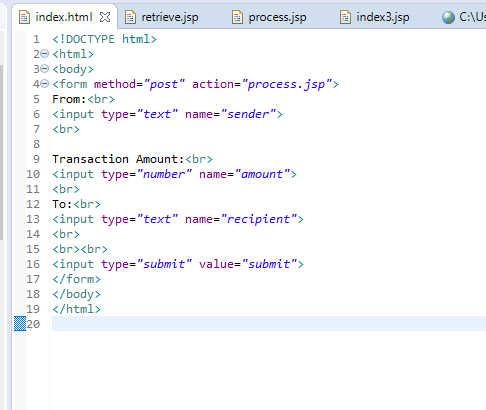 index.html retrieve.jsp process.jsp index3.jsp C:\Us
1 <!DOCTYPE html>
2 <html>
3 <body>
4 <form method="post" action="process.jsp">
5 From:<br>
6 <input type="text" name="sender">
7 <br>
8
9 Transaction Amount:<br>
10 <input type="number" name="amount">
11 <br>
12 To:<br>
13 <input type="text" name="recipient">
14 <br>
15 <br><br>
16 <input type="submit" value="submit">
17 </form>
18 </body>
19 </html>
20